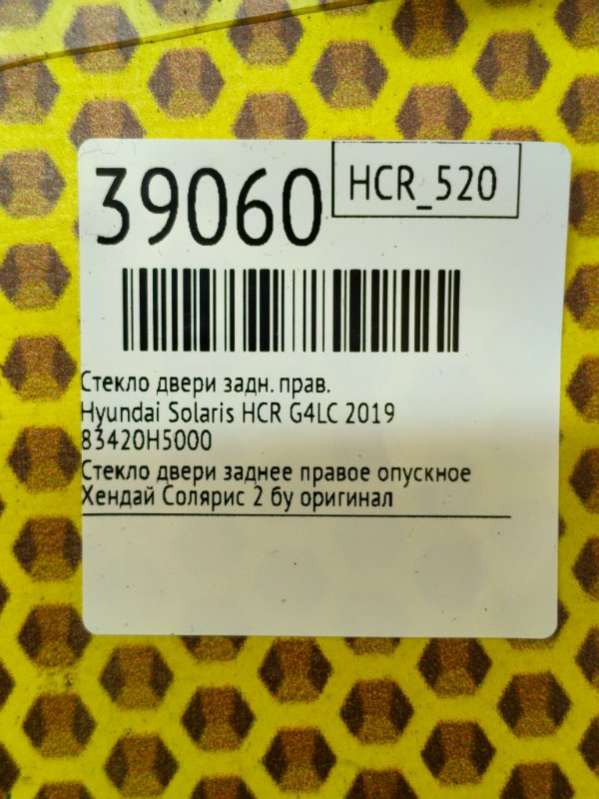 39060
HCR_520
Стекло двери задн. прав.
Hyundai Solaris HCR G4LC 2019
83420H5000
Стекло двери заднее правое опускное
Хендай Солярис 2 бу оригинал